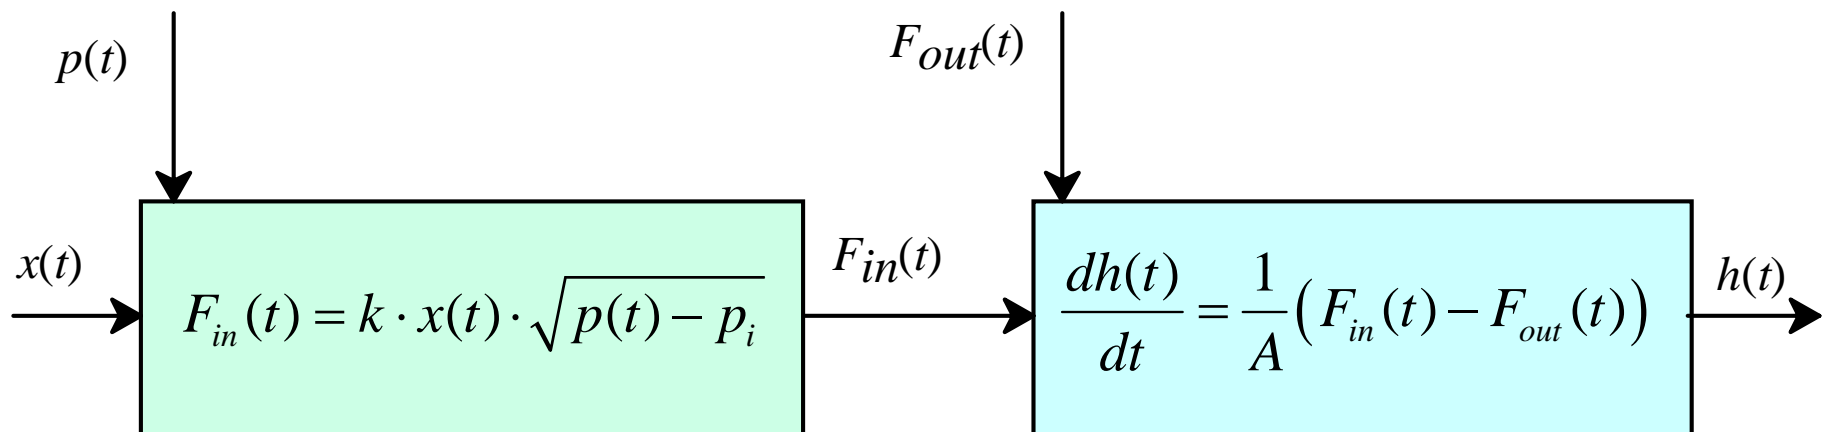 p(t)
F_out(t)
x(t)
F_in(t) = k · x(t) · √(p(t) − p_i)
F_in(t)
dh(t)/dt = 1/A (F_in(t) − F_out(t))
h(t)